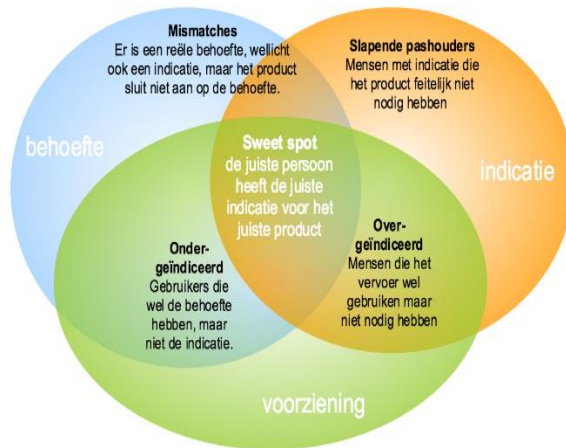 Mismatches
Er is een reële behoefte, wellicht
ook een indicatie, maar het product
sluit niet aan op de behoefte.
Slapende pashouders
Mensen met indicatie die
het product feitelijk niet
nodig hebben
behoefte
Sweet spot
de juiste persoon
heeft de juiste
indicatie voor het
juiste product
indicatie
Onder-
geïndiceerd
Gebruikers die
wel de behoefte
hebben, maar
niet de indicatie.
Over-
geïndiceerd
Mensen die het
vervoer wel
gebruiken maar
niet nodig hebben
voorziening